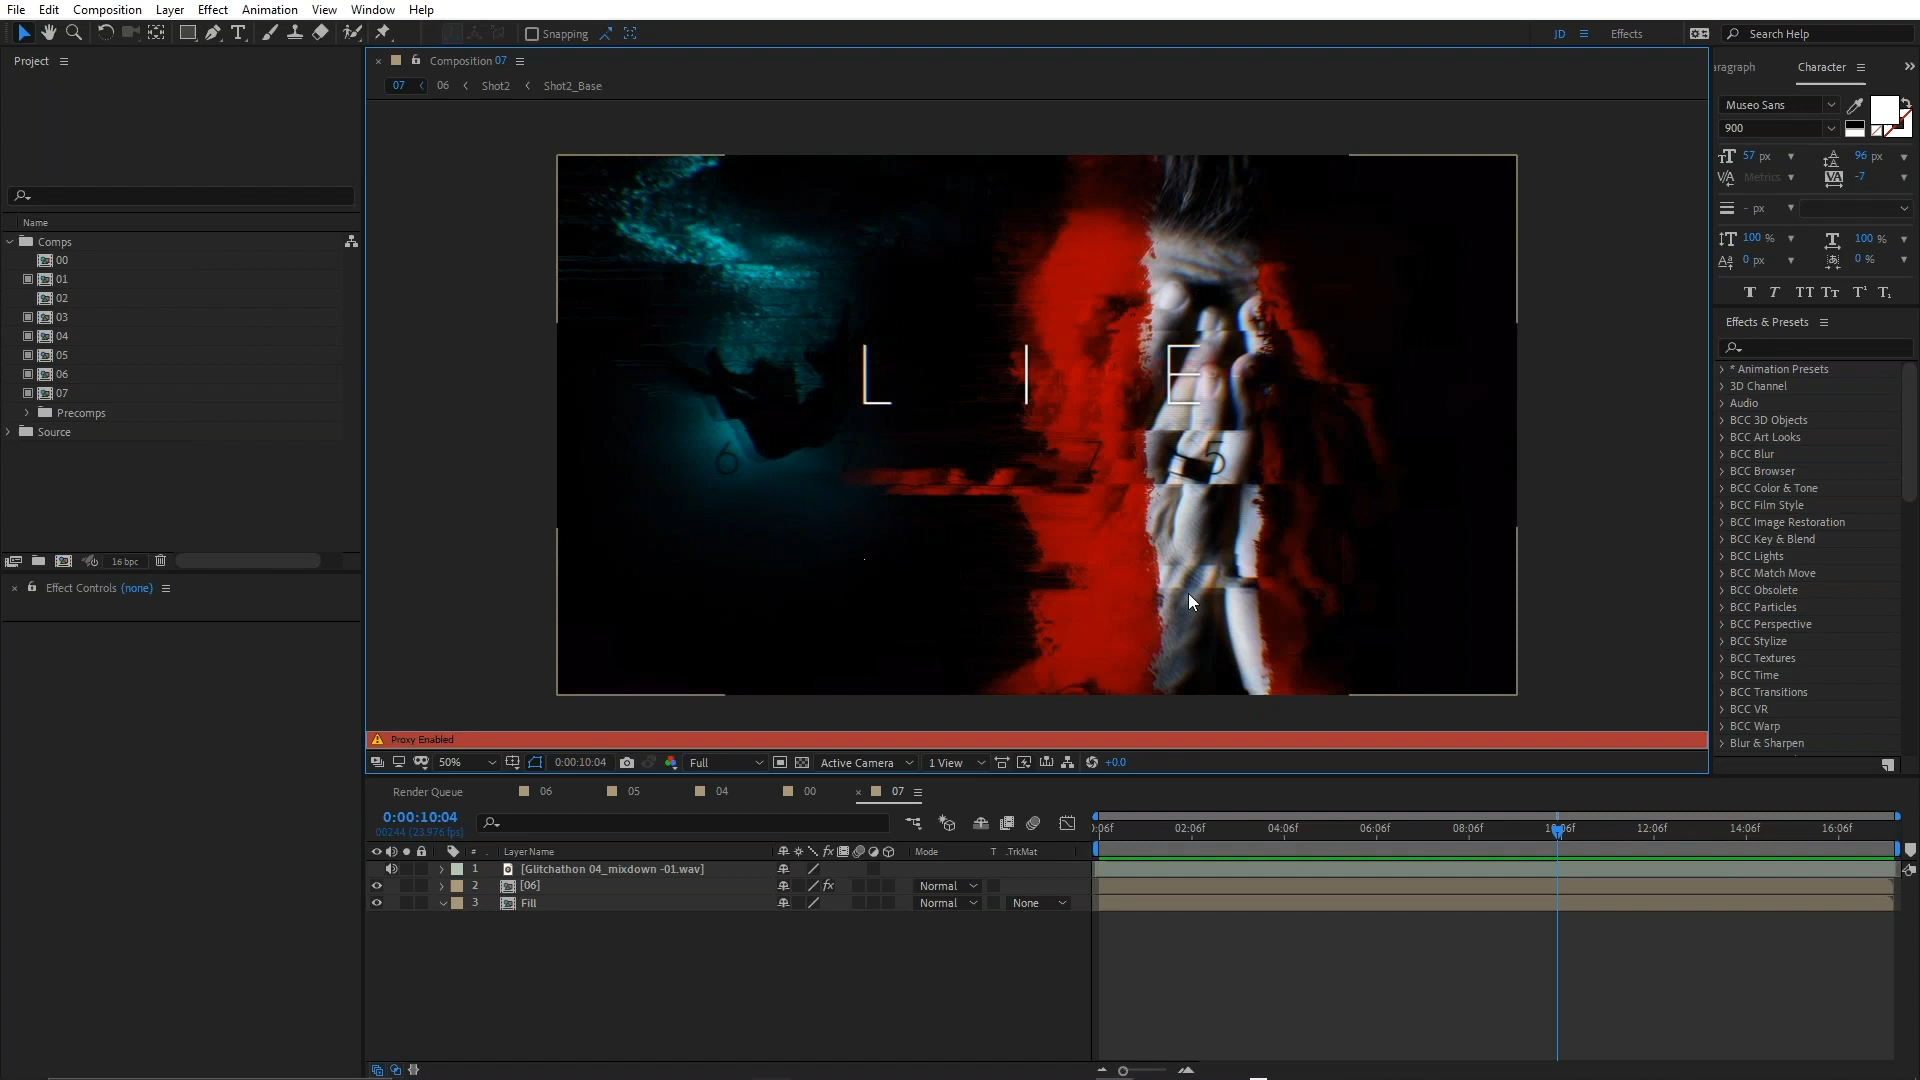 File Edit Composition Layer Effect Animation View Window Help
Snapping
JD
Effects
Search Help
Project
Name
Comps
00
01
02
03
04
05
06
07
Precomps
Source
16 bpc
Effect Controls (none)
Composition 07
07 06 Shot2 Shot2_Base
L I E
6 7 5
Proxy Enabled
50% 0:00:10:04 Full Active Camera 1 View +0.0
aragraph Character
Museo Sans
900
57 px 96 px
Metrics -7
- px
100 % 100 %
0 px 0 %
Effects & Presets
* Animation Presets
3D Channel
Audio
BCC 3D Objects
BCC Art Looks
BCC Blur
BCC Browser
BCC Color & Tone
BCC Film Style
BCC Image Restoration
BCC Key & Blend
BCC Lights
BCC Match Move
BCC Obsolete
BCC Particles
BCC Perspective
BCC Stylize
BCC Textures
BCC Time
BCC Transitions
BCC VR
BCC Warp
Blur & Sharpen
Render Queue 06 05 04 00 07
0:00:10:04
00244 (23.976 fps)
):06f 02:06f 04:06f 06:06f 08:06f 10:06f 12:06f 14:06f 16:06f
# Layer Name Mode T .TrkMat
1 [Glitchathon 04_mixdown -01.wav]
2 [06] Normal
3 Fill Normal None